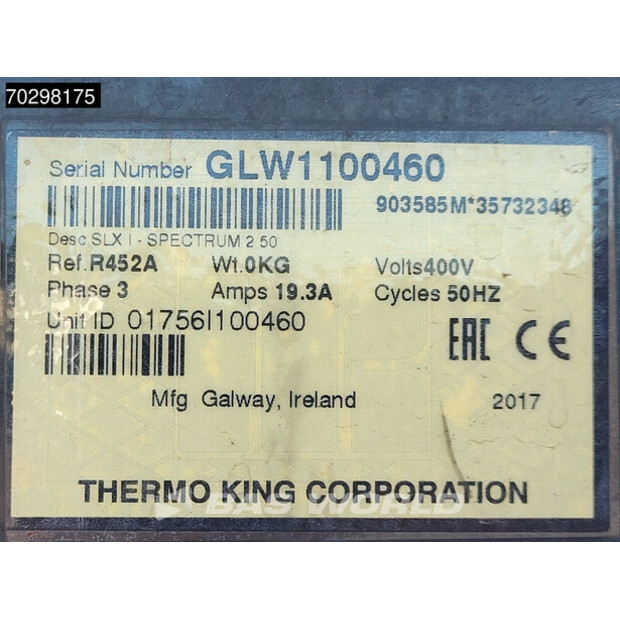 70298175
Serial Number GLW1100460
903585M*35732348
Desc SLX I - SPECTRUM 2 50
Ref.R452A Wt.0KG Volts400V
Phase 3 Amps 19.3A Cycles 50HZ
Unit ID 01756I100460
EAC CE
Mfg Galway, Ireland 2017
THERMO KING CORPORATION
BAS WORLD